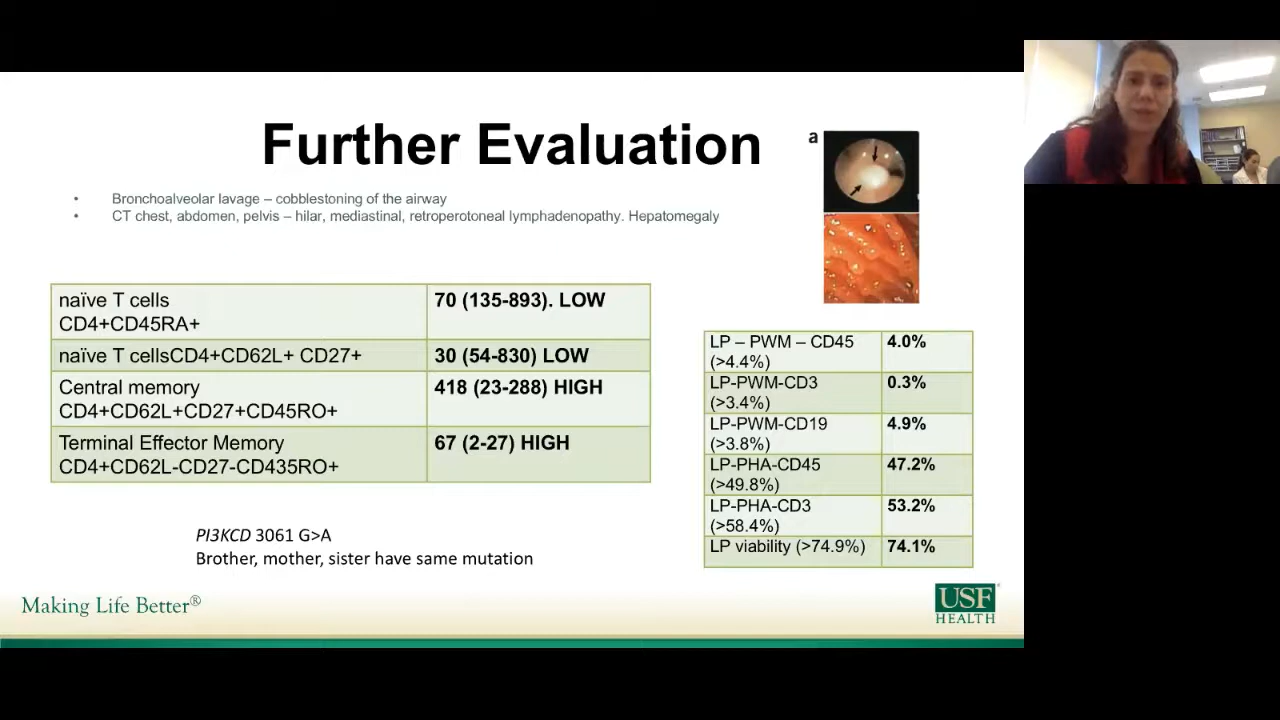 Further Evaluation
a
• Bronchoalveolar lavage – cobblestoning of the airway
• CT chest, abdomen, pelvis – hilar, mediastinal, retroperotoneal lymphadenopathy. Hepatomegaly
naïve T cells 70 (135-893). LOW
CD4+CD45RA+
naïve T cellsCD4+CD62L+ CD27+ 30 (54-830) LOW
Central memory 418 (23-288) HIGH
CD4+CD62L+CD27+CD45RO+
Terminal Effector Memory 67 (2-27) HIGH
CD4+CD62L-CD27-CD435RO+
LP – PWM – CD45 4.0%
(>4.4%)
LP-PWM-CD3 0.3%
(>3.4%)
LP-PWM-CD19 4.9%
(>3.8%)
LP-PHA-CD45 47.2%
(>49.8%)
LP-PHA-CD3 53.2%
(>58.4%)
LP viability (>74.9%) 74.1%
PI3KCD 3061 G>A
Brother, mother, sister have same mutation
Making Life Better®
USF
HEALTH